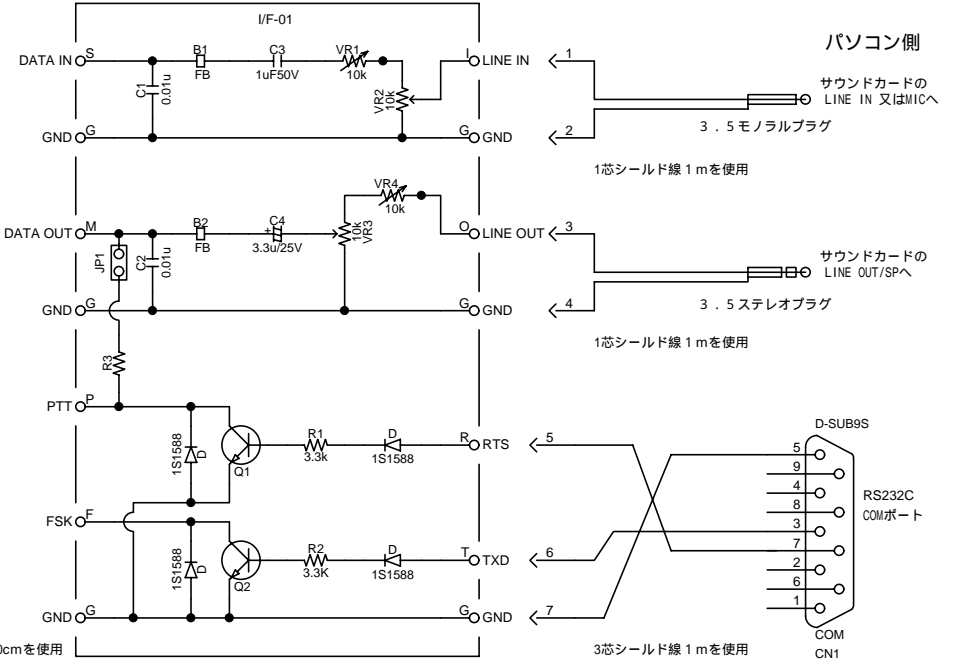 I/F-01
パソコン側
DATA IN S
B1
FB
C3
1uF50V
VR1
10k
I LINE IN 1
C1
0.01u
VR2
10k
サウンドカードの
LINE IN 又はMICへ
GND G
G GND 2
3.5モノラルプラグ
1芯シールド線1mを使用
VR4
10k
DATA OUT M
B2
FB
C4
+
3.3u/25V
10k
VR3
O LINE OUT 3
JP1
C2
0.01u
サウンドカードの
LINE OUT/SPへ
GND G
G GND 4
3.5ステレオプラグ
1芯シールド線1mを使用
R3
PTT P
D-SUB9S
1S1588
D
Q1
R1
3.3k
D
1S1588
R RTS 5
5
9
4
8
3
7
2
6
1
RS232C
COMポート
FSK F
1S1588
D
Q2
R2
3.3K
D
1S1588
T TXD 6
GND G
G GND 7
COM
CN1
0cmを使用
3芯シールド線1mを使用